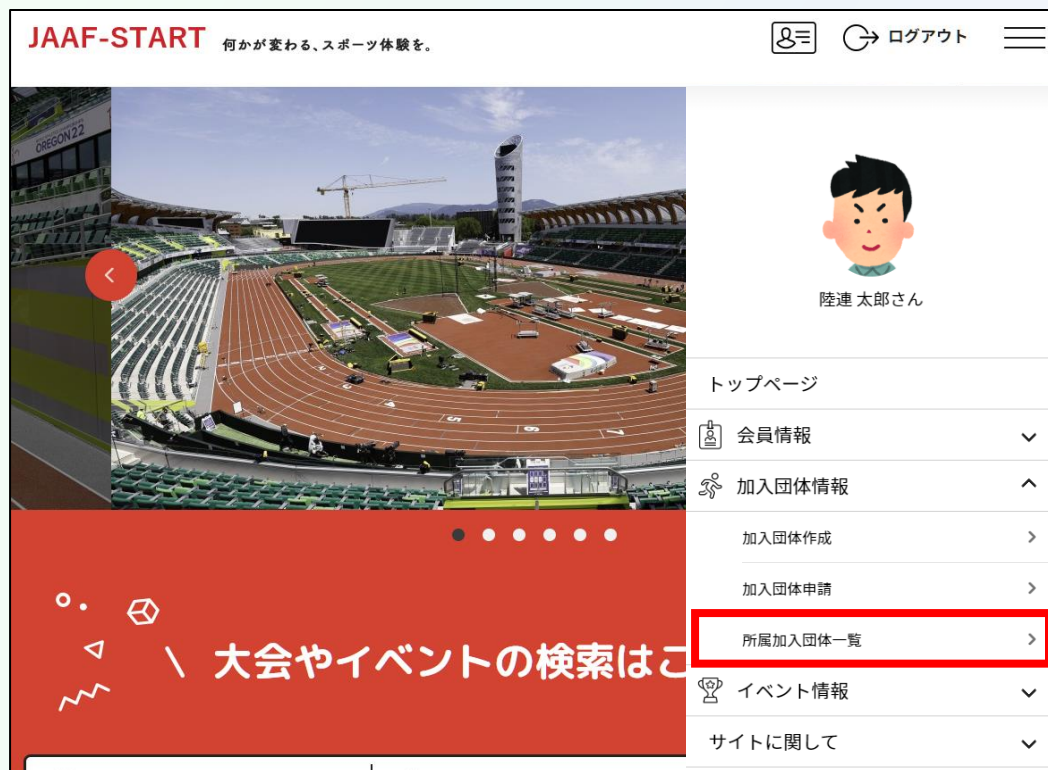 JAAF-START 何かが変わる、スポーツ体験を。
ログアウト
OREGON22
陸連 太郎さん
トップページ
会員情報
加入団体情報
加入団体作成
加入団体申請
所属加入団体一覧
イベント情報
サイトに関して
\ 大会やイベントの検索はこ